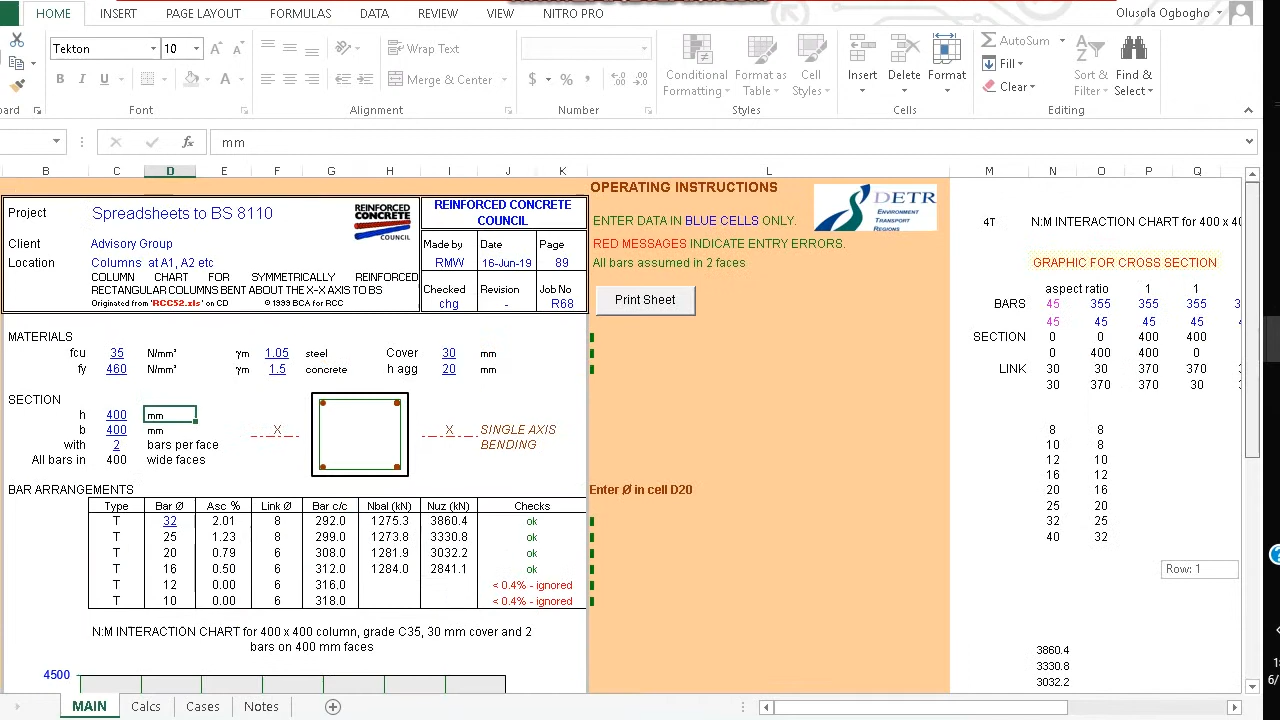 HOME INSERT PAGE LAYOUT FORMULAS DATA REVIEW VIEW NITRO PRO Olusola Ogbogho
Tekton 10 Wrap Text AutoSum
B I U A Merge & Center $ % , Conditional Formatting Format as Table Cell Styles Insert Delete Format Fill Clear Sort & Filter Find & Select
Font Alignment Number Styles Cells Editing
fx mm
B C D E F G H I J K L M N O P Q
Project Spreadsheets to BS 8110
Client Advisory Group
Location Columns at A1, A2 etc
COLUMN CHART FOR SYMMETRICALLY REINFORCED
RECTANGULAR COLUMNS BENT ABOUT THE X-X AXIS TO BS
Originated from 'RCC52.xls' on CD © 1999 BCA for RCC
REINFORCED CONCRETE COUNCIL
REINFORCED CONCRETE
COUNCIL
Made by Date Page
RMW 16-Jun-19 89
Checked Revision Job No
chg - R68
OPERATING INSTRUCTIONS
ENTER DATA IN BLUE CELLS ONLY.
RED MESSAGES INDICATE ENTRY ERRORS.
All bars assumed in 2 faces
Print Sheet
DETR
ENVIRONMENT
TRANSPORT
REGIONS
4T N:M INTERACTION CHART for 400 x 40
GRAPHIC FOR CROSS SECTION
aspect ratio 1 1
BARS 45 355 355 355
45 45 45 45
SECTION 0 0 400 400
0 400 400 0
LINK 30 30 370 370
30 370 370 30
MATERIALS
fcu 35 N/mm² γm 1.05 steel Cover 30 mm
fy 460 N/mm² γm 1.5 concrete h agg 20 mm
SECTION
h 400 mm
b 400 mm
with 2 bars per face
All bars in 400 wide faces
X X SINGLE AXIS
BENDING
8 8
10 8
12 10
16 12
20 16
25 20
32 25
40 32
BAR ARRANGEMENTS
Enter Ø in cell D20
Type Bar Ø Asc % Link Ø Bar c/c Nbal (kN) Nuz (kN) Checks
T 32 2.01 8 292.0 1275.3 3860.4 ok
T 25 1.23 8 299.0 1273.8 3330.8 ok
T 20 0.79 6 308.0 1281.9 3032.2 ok
T 16 0.50 6 312.0 1284.0 2841.1 ok
T 12 0.00 6 316.0 < 0.4% - ignored
T 10 0.00 6 318.0 < 0.4% - ignored
Row: 1
N:M INTERACTION CHART for 400 x 400 column, grade C35, 30 mm cover and 2
bars on 400 mm faces
4500
3860.4
3330.8
3032.2
MAIN Calcs Cases Notes